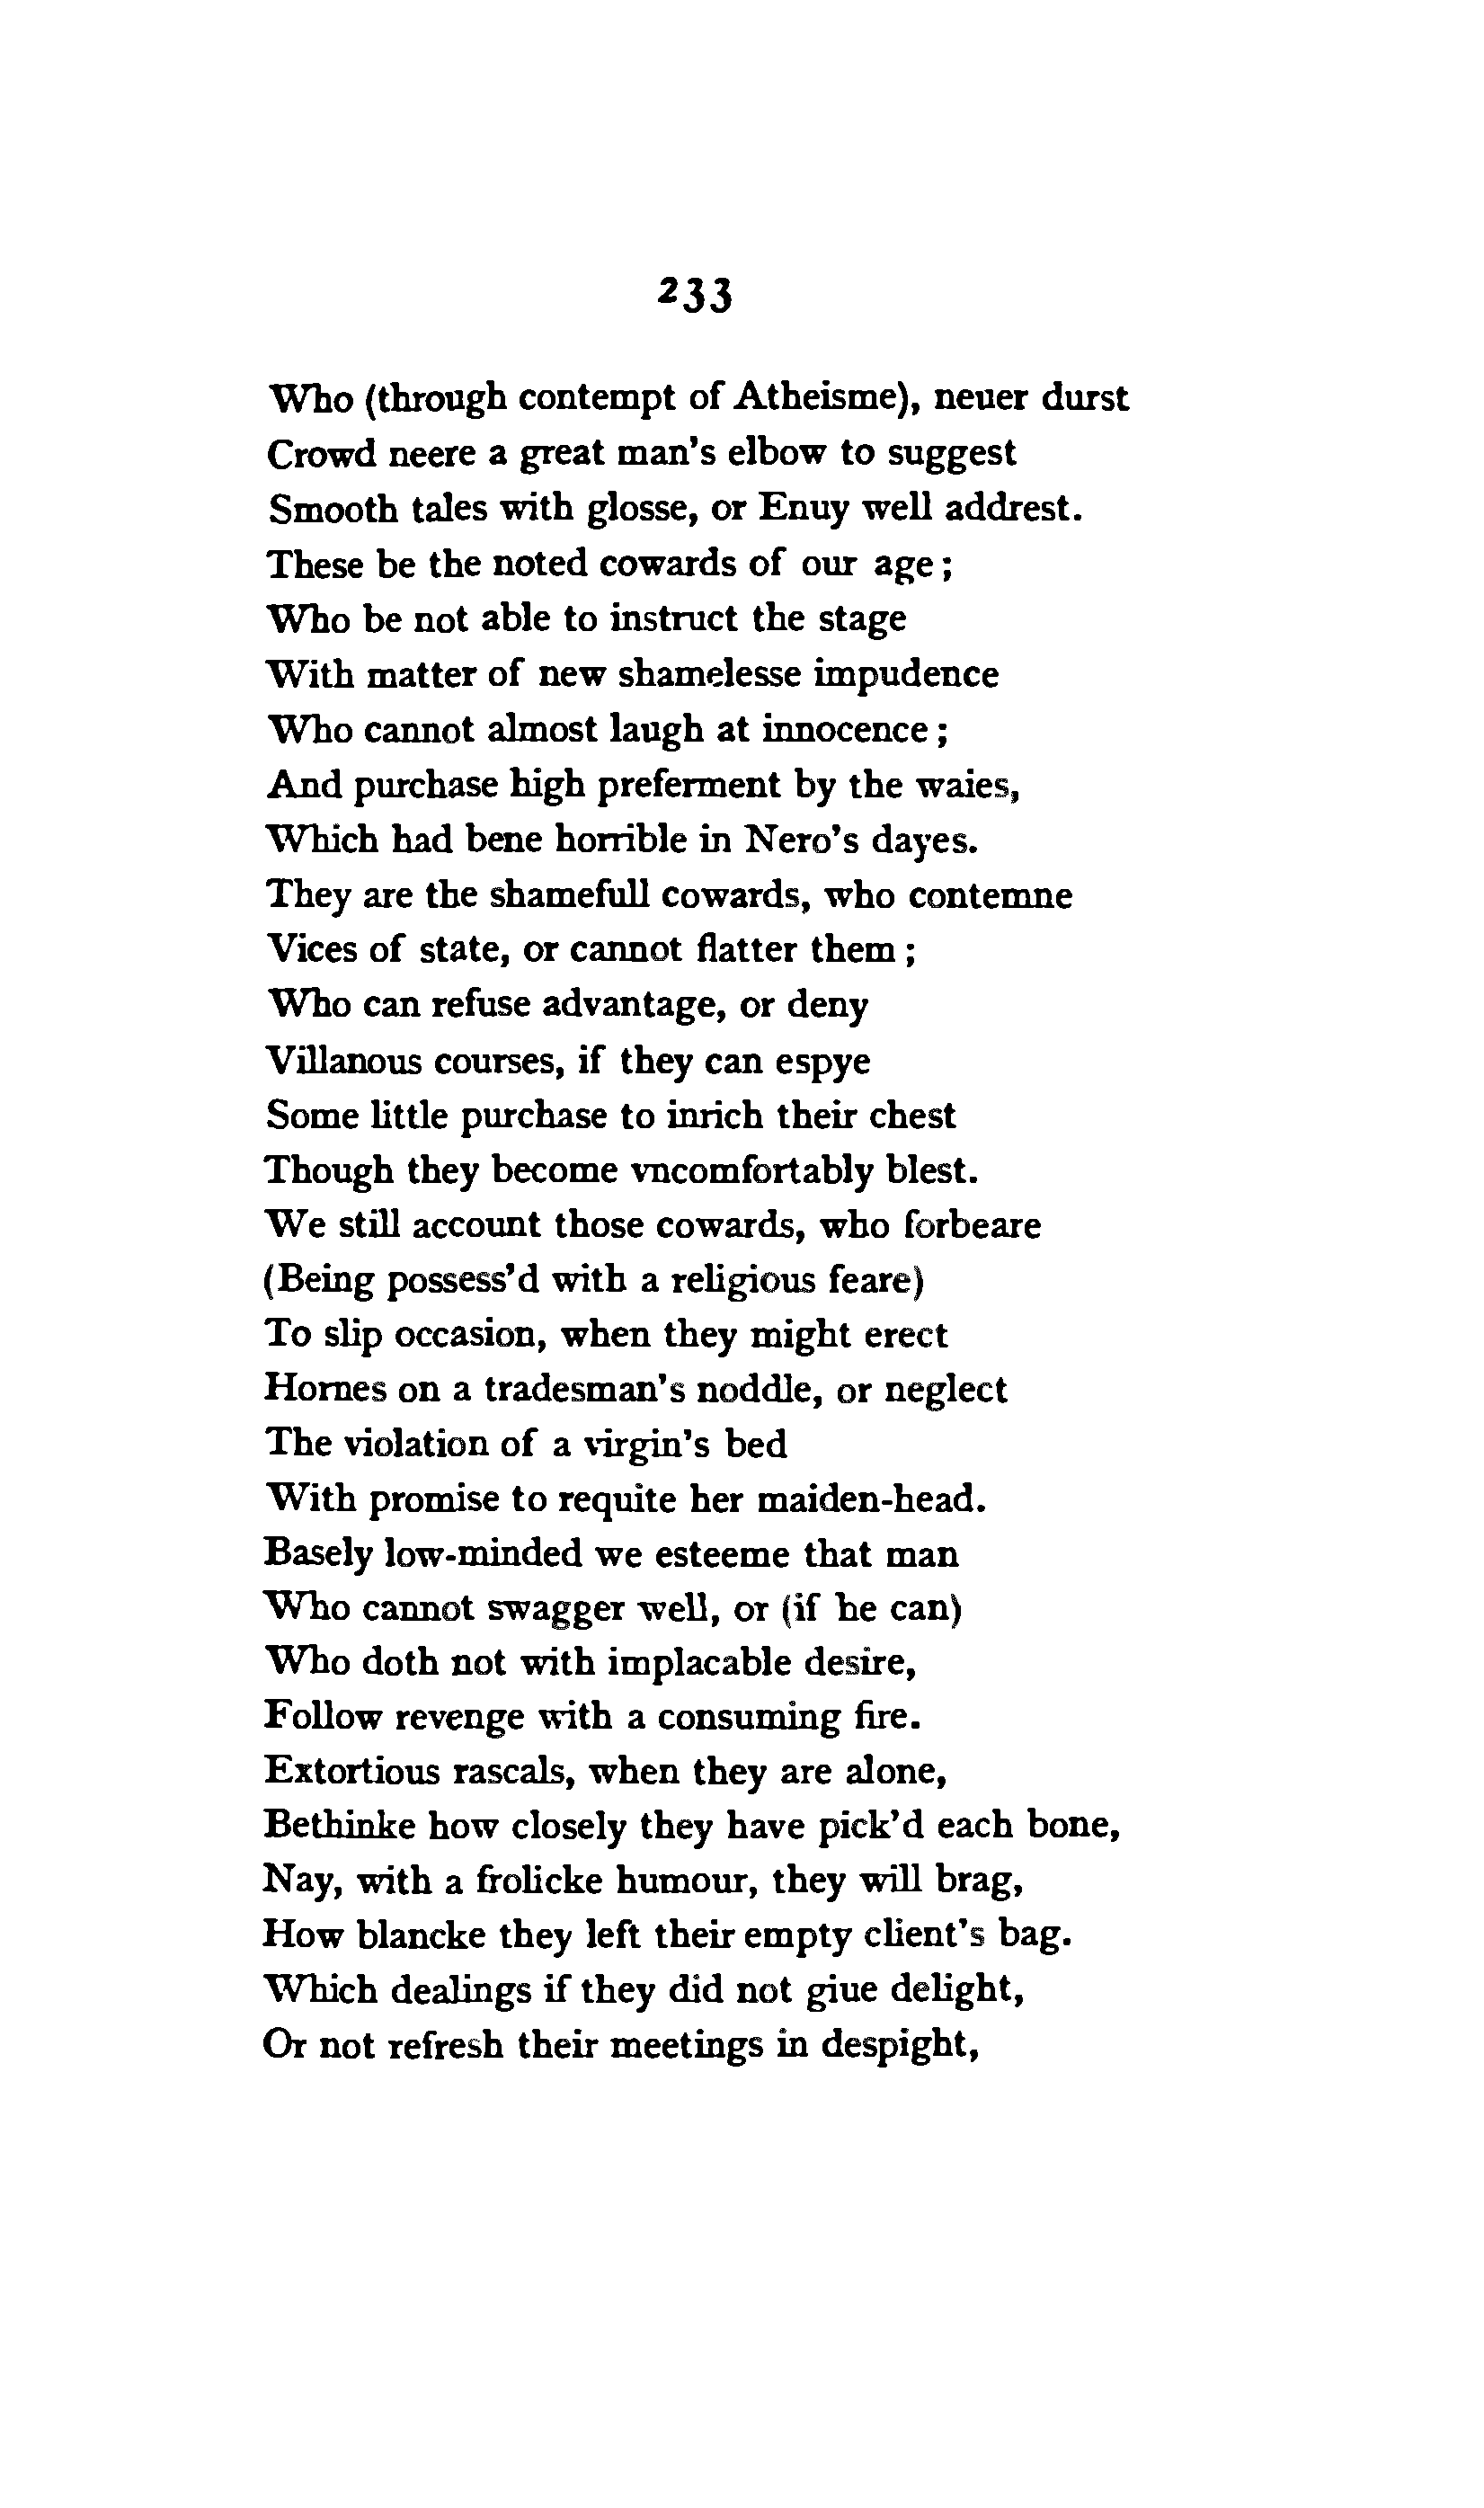 233
Who (through contempt of Atheisme), neuer durst
Crowd neere a great man's elbow to suggest
Smooth tales with glosse, or Enuy well addrest.
These be the noted cowards of our age;
Who be not able to instruct the stage
With matter of new shamelesse impudence
Who cannot almost laugh at innocence;
And purchase high preferment by the waies,
Which had bene horrible in Nero's dayes.
They are the shamefull cowards, who contemne
Vices of state, or cannot flatter them;
Who can refuse advantage, or deny
Villanous courses, if they can espye
Some little purchase to inrich their chest
Though they become vncomfortably blest.
We still account those cowards, who forbeare
(Being possess'd with a religious feare)
To slip occasion, when they might erect
Hornes on a tradesman's noddle, or neglect
The violation of a virgin's bed
With promise to requite her maiden-head.
Basely low-minded we esteeme that man
Who cannot swagger well, or (if he can)
Who doth not with implacable desire,
Follow revenge with a consuming fire.
Extortious rascals, when they are alone,
Bethinke how closely they have pick'd each bone,
Nay, with a frolicke humour, they will brag,
How blancke they left their empty client's bag.
Which dealings if they did not giue delight,
Or not refresh their meetings in despight,